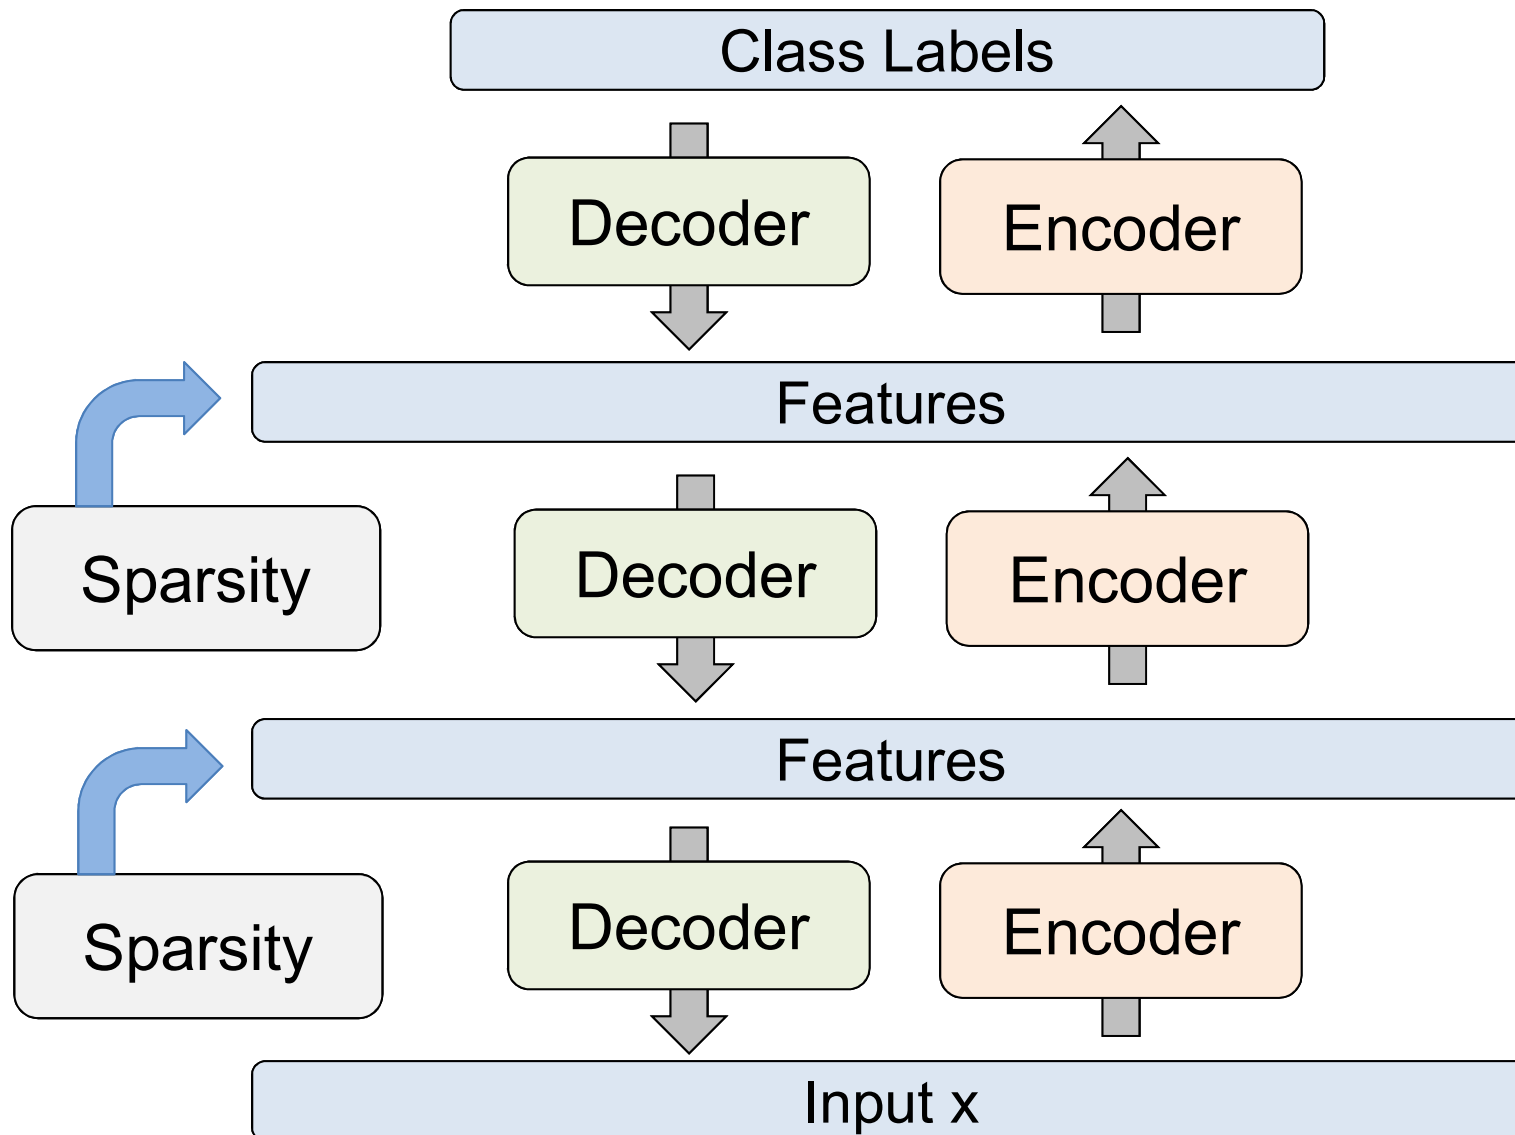 Class Labels
Decoder
Encoder
Features
Sparsity
Decoder
Encoder
Features
Sparsity
Decoder
Encoder
Input x